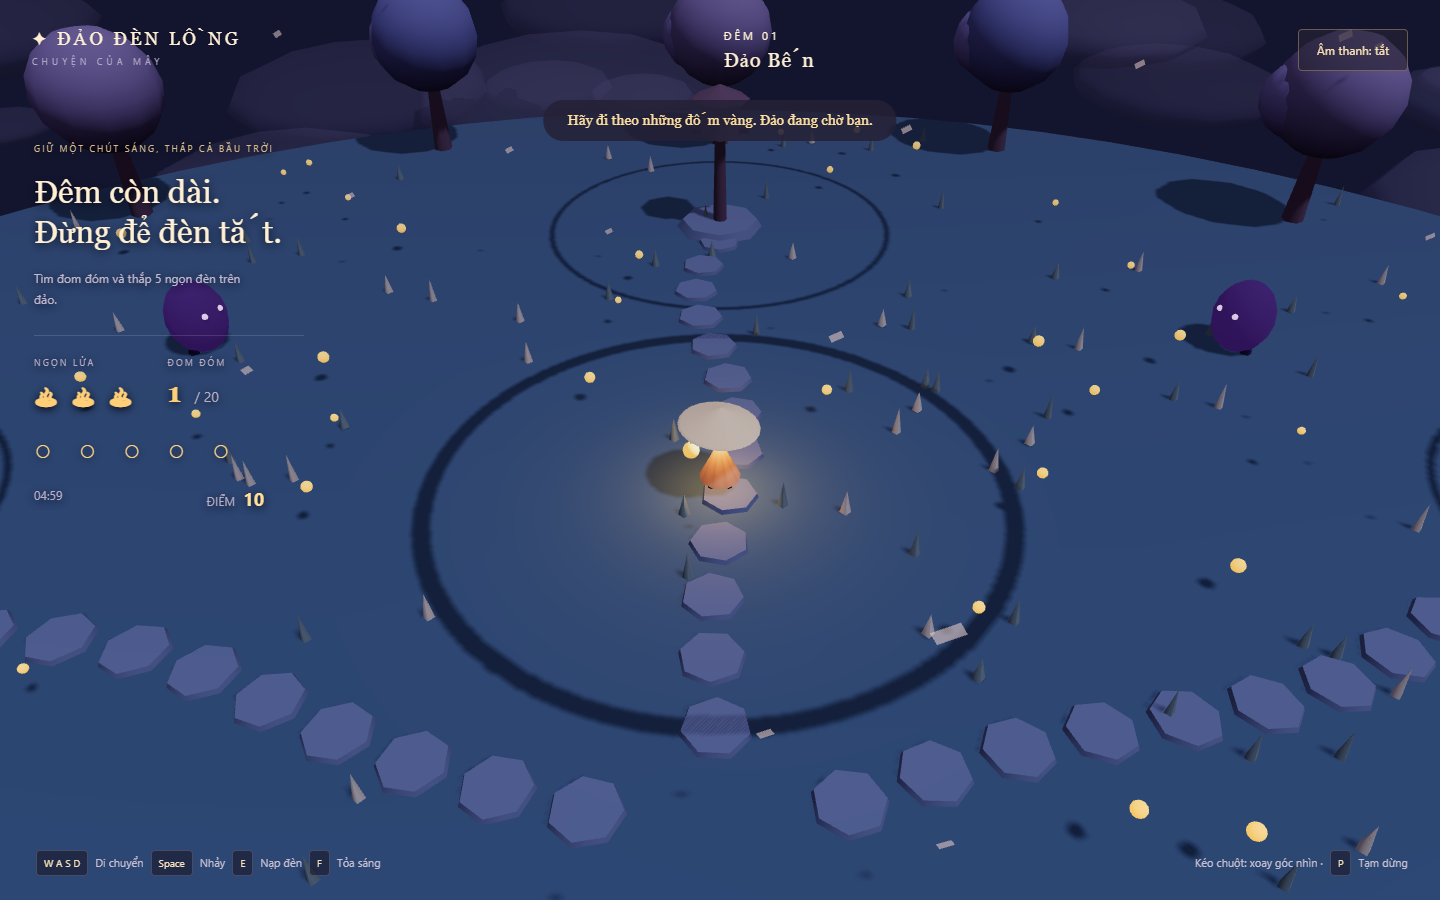 ✦ ĐẢO ĐÈN LỒNG
CHUYỆN CỦA MÂY
ĐÊM 01
Đảo Bến
Âm thanh: tắt
Hãy đi theo những đốm vàng. Đảo đang chờ bạn.
GIỮ MỘT CHÚT SÁNG, THẮP CẢ BẦU TRỜI
Đêm còn dài.
Đừng để đèn tắt.
Tìm đom đóm và thắp 5 ngọn đèn trên
đảo.
NGỌN LỬA
ĐOM ĐÓM
1 / 20
04:59
ĐIỂM 10
WASD Di chuyển Space Nhảy E Nạp đèn F Tỏa sáng
Kéo chuột: xoay góc nhìn · P Tạm dừng